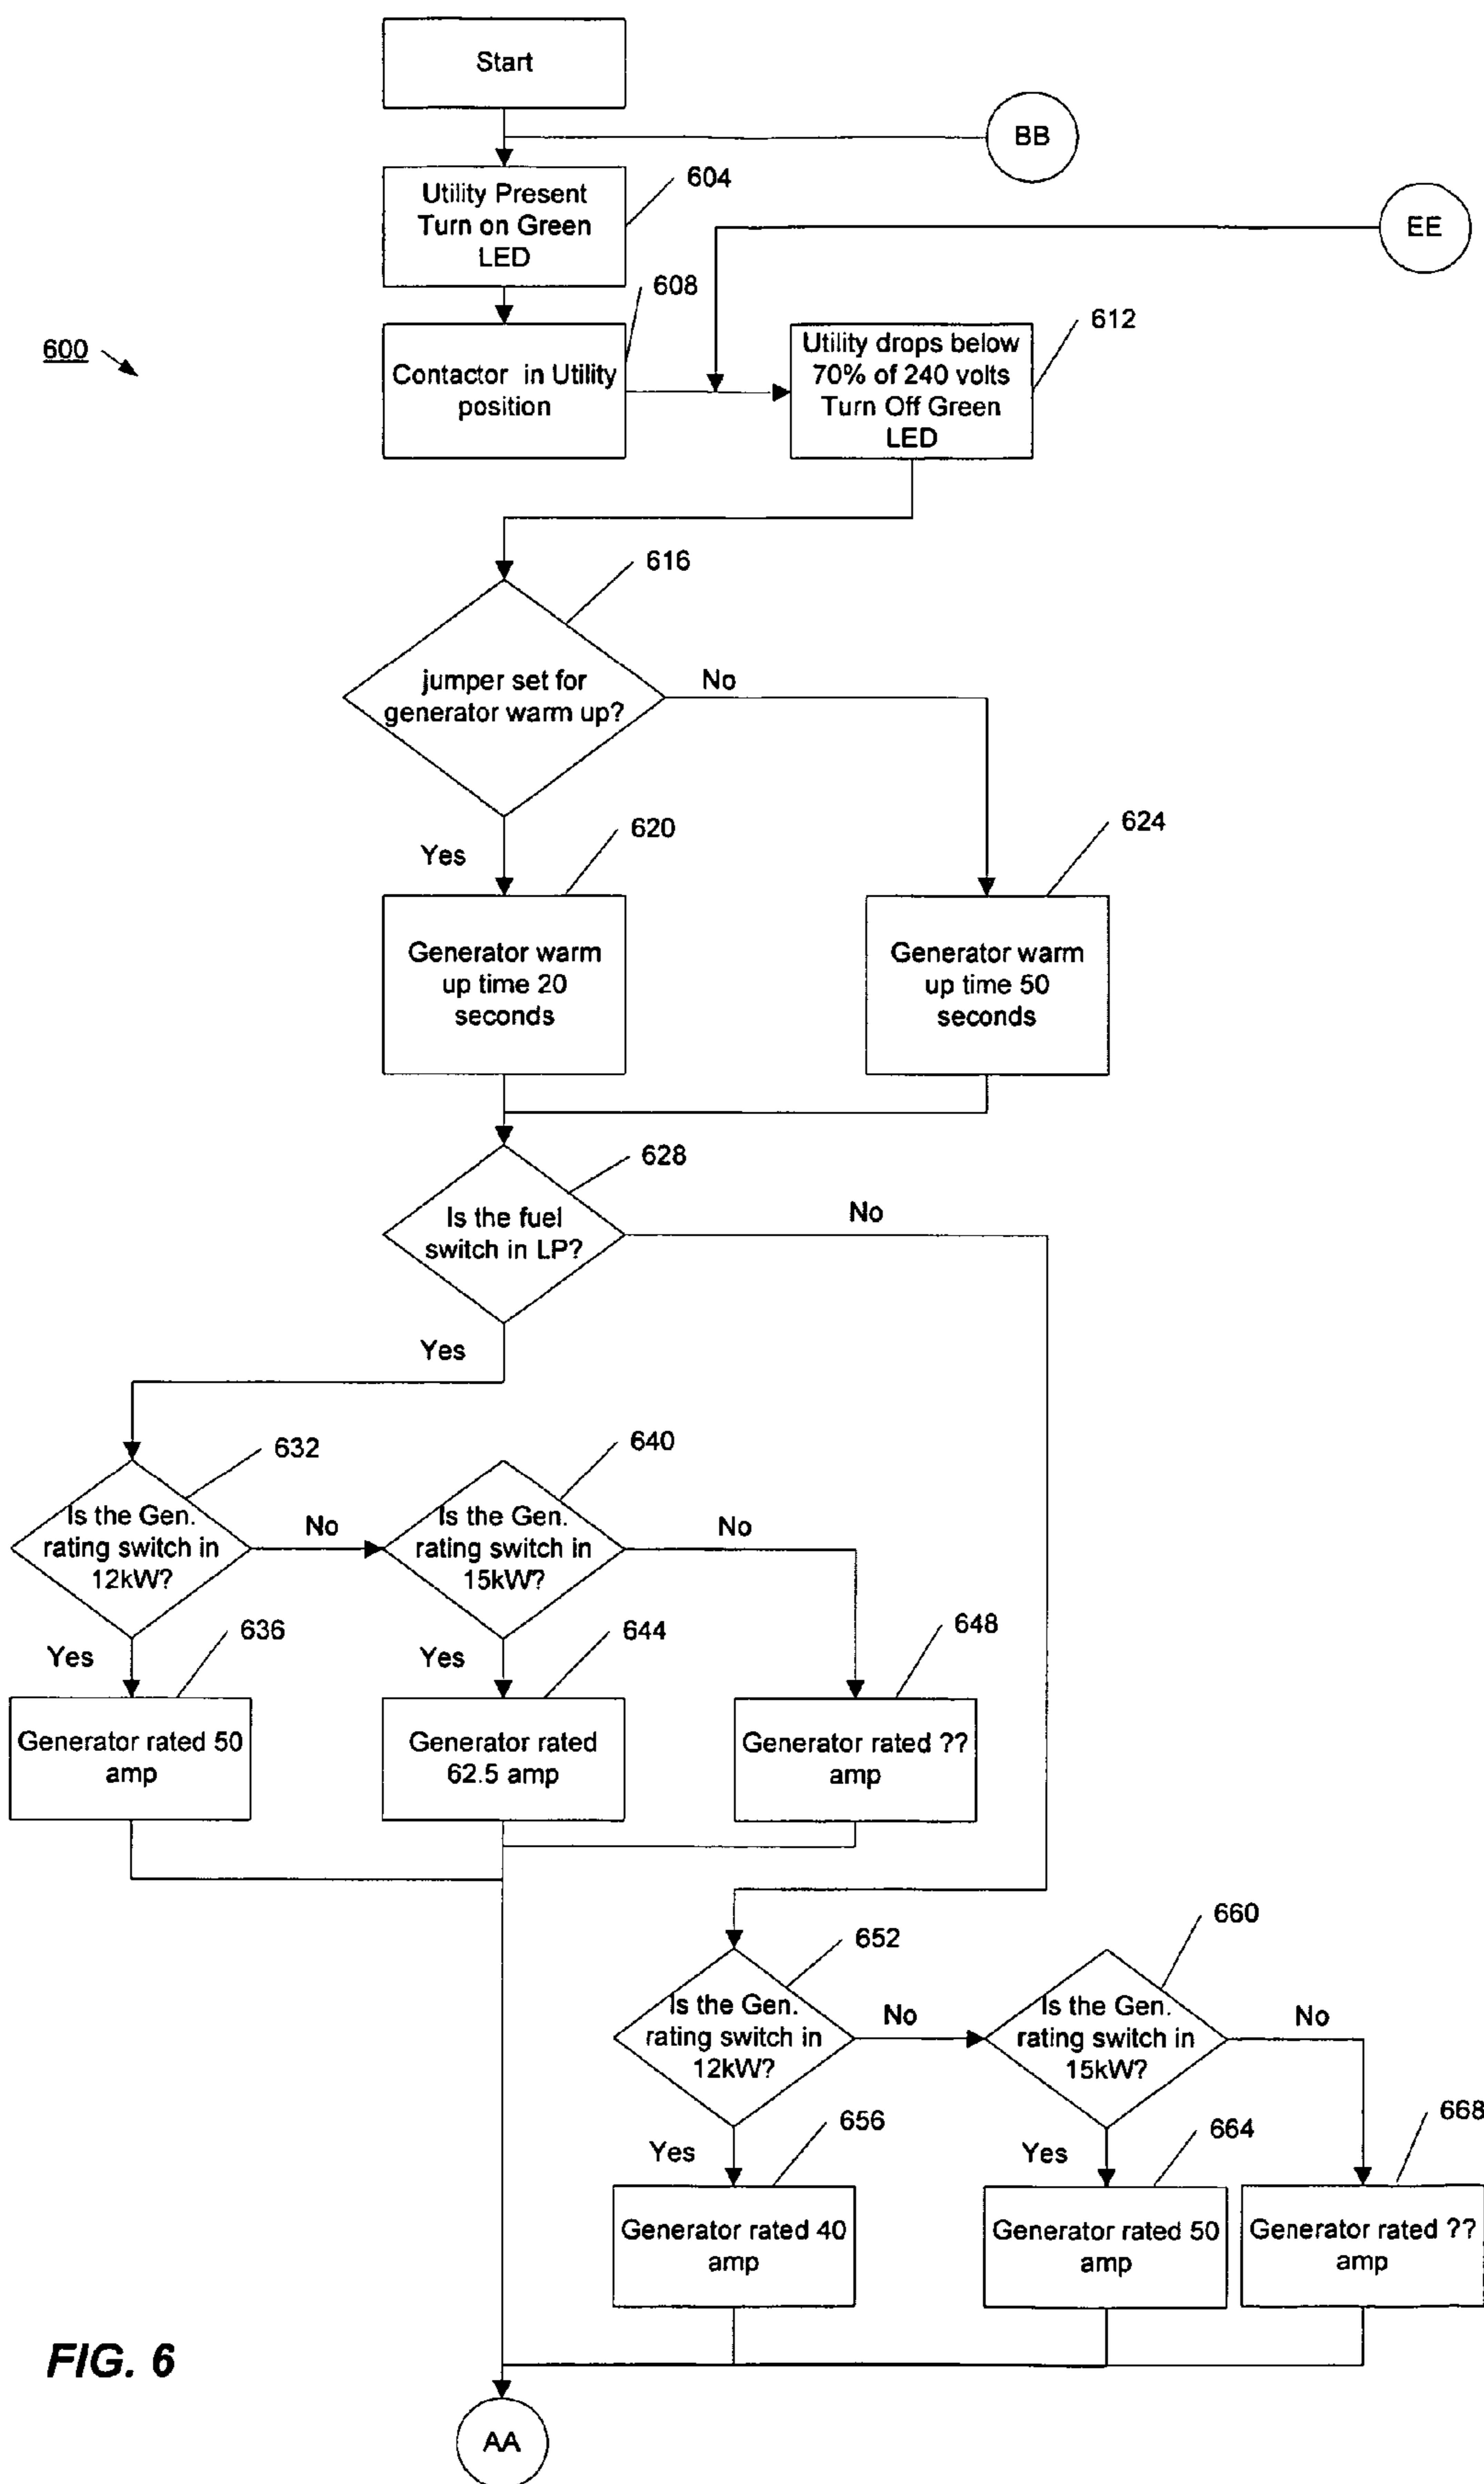 Start
BB
604
Utility Present
Turn on Green
LED
EE
608
612
600
Contactor in Utility
position
Utility drops below
70% of 240 volts
Turn Off Green
LED
616
jumper set for
generator warm up?
No
620
624
Yes
Generator warm
up time 20
seconds
Generator warm
up time 50
seconds
628
No
Is the fuel
switch in LP?
Yes
632
640
Is the Gen.
rating switch in
12kW?
No
Is the Gen.
rating switch in
15kW?
No
636
644
648
Yes
Yes
Generator rated 50
amp
Generator rated
62.5 amp
Generator rated ??
amp
652
660
Is the Gen.
rating switch in
12kW?
No
Is the Gen.
rating switch in
15kW?
No
656
664
668
Yes
Yes
Generator rated 40
amp
Generator rated 50
amp
Generator rated ??
amp
FIG. 6
AA